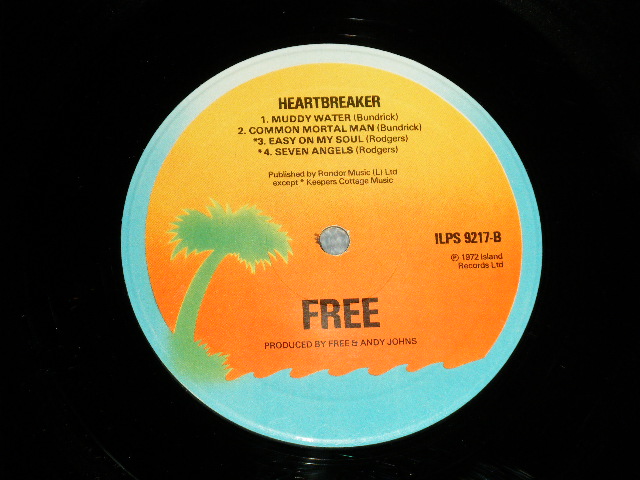 HEARTBREAKER
1. MUDDY WATER (Bundrick)
2. COMMON MORTAL MAN (Bundrick)
*3. EASY ON MY SOUL (Rodgers)
*4. SEVEN ANGELS (Rodgers)
Published by Rondor Music (L) Ltd
except * Keepers Cottage Music
ILPS 9217-B
℗ 1972 Island
Records Ltd
FREE
PRODUCED BY FREE & ANDY JOHNS